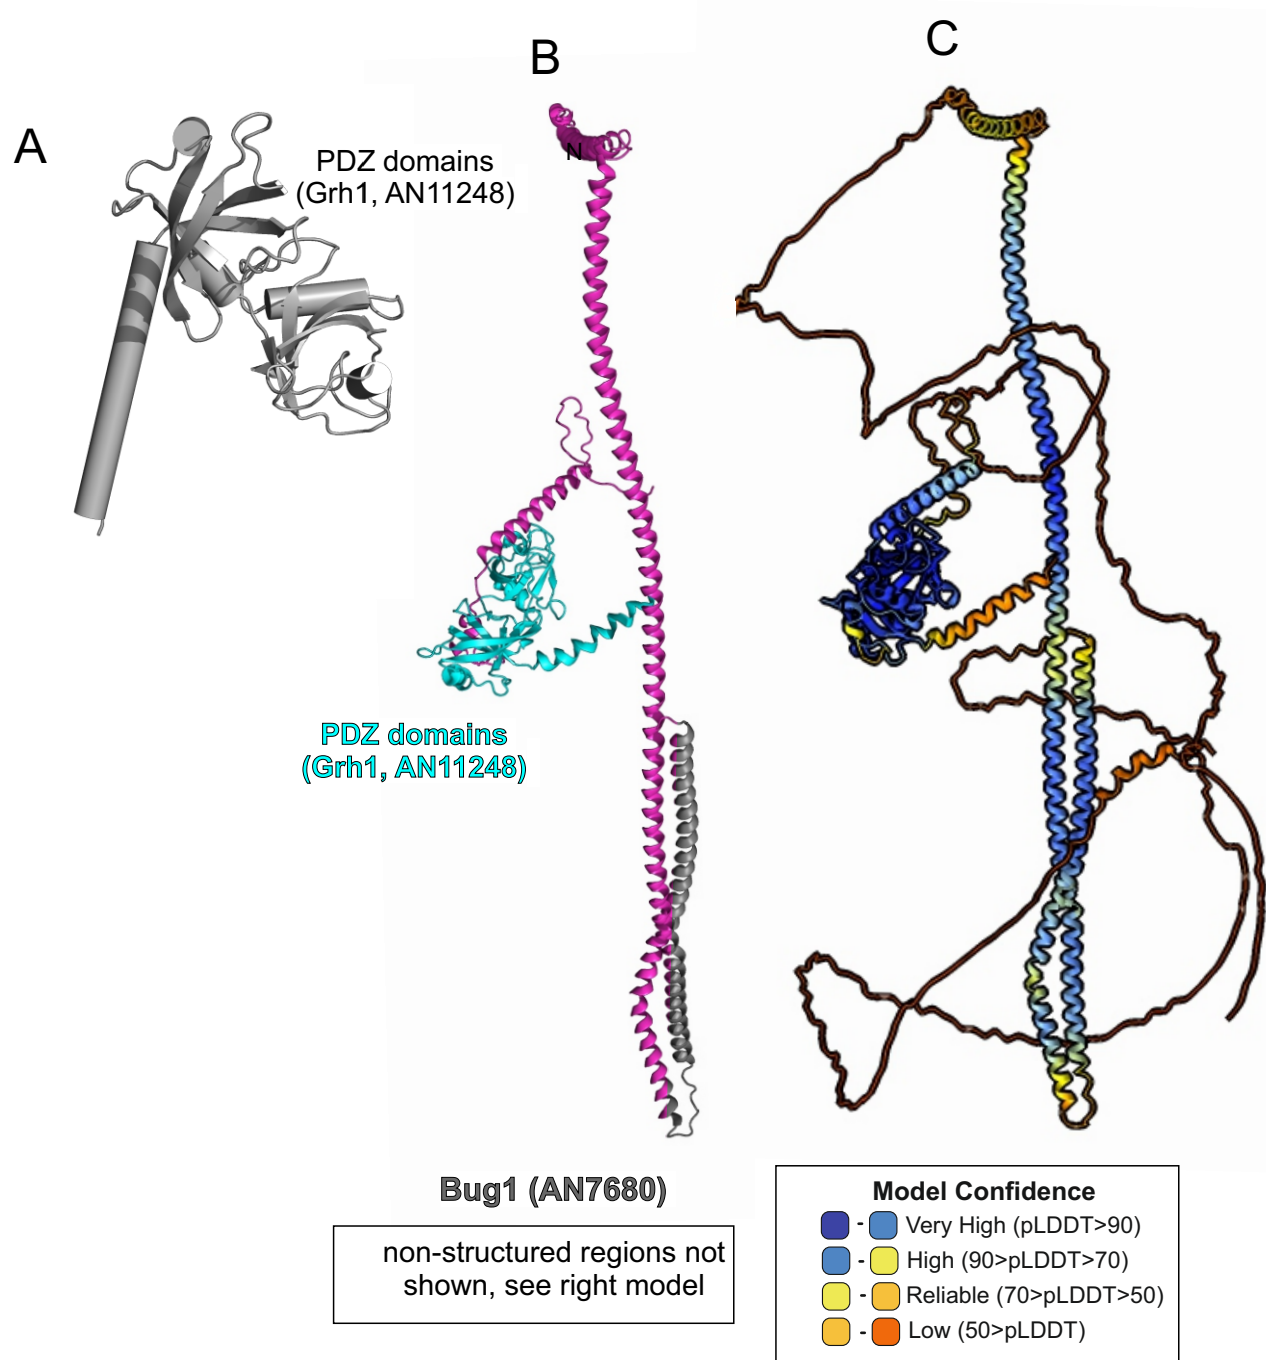 A
B
C
PDZ domains
(Grh1, AN11248)
N
PDZ domains
(Grh1, AN11248)
Bug1 (AN7680)
non-structured regions not
shown, see right model
Model Confidence
- Very High (pLDDT>90)
- High (90>pLDDT>70)
- Reliable (70>pLDDT>50)
- Low (50>pLDDT)